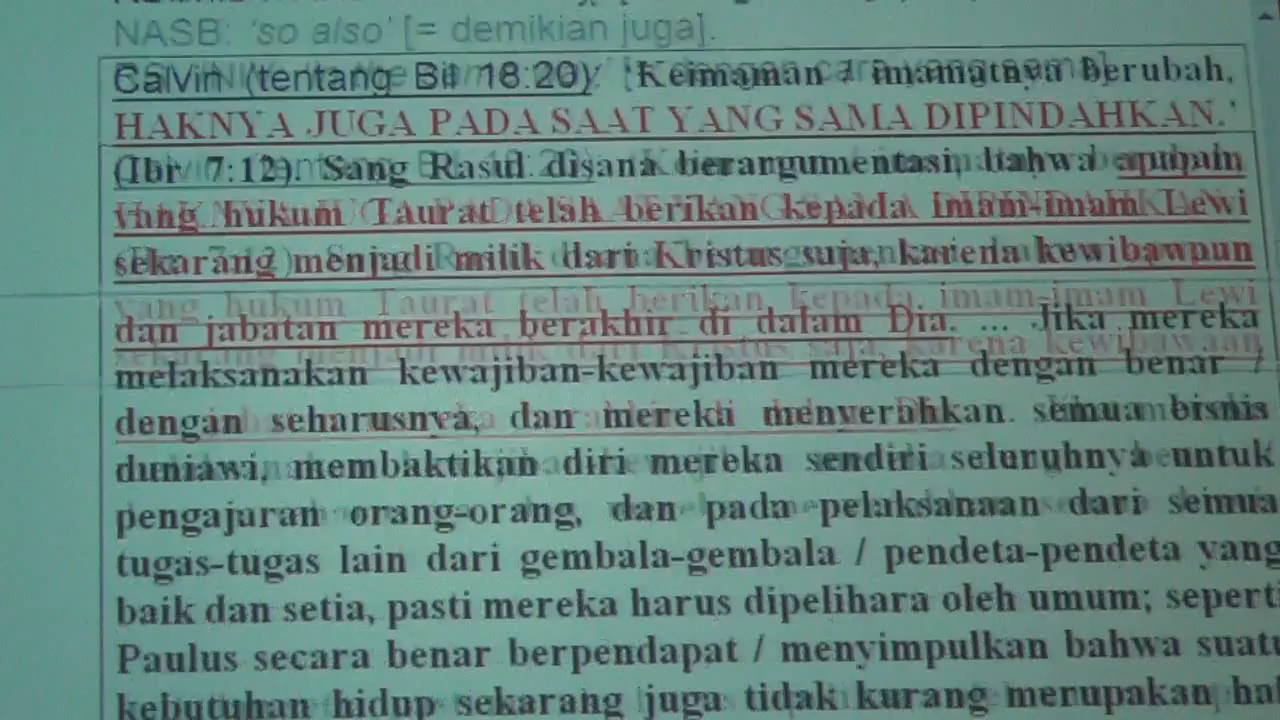 NASB: 'so also' [= demikian juga].
Calvin (tentang Bil 18:20): 'Keimaman / imamatnya berubah,
HAKNYA JUGA PADA SAAT YANG SAMA DIPINDAHKAN.'
(Ibr 7:12). Sang Rasul disana berargumentasi bahwa apapun
yang hukum Taurat telah berikan kepada imam-imam Lewi
sekarang menjadi milik dari Kristus saja, karena kewibawaan
dan jabatan mereka berakhir di dalam Dia. ... Jika mereka
melaksanakan kewajiban-kewajiban mereka dengan benar /
dengan seharusnya, dan mereka menyerahkan semua bisnis
duniawi, membaktikan diri mereka sendiri seluruhnya untuk
pengajaran orang-orang, dan pada pelaksanaan dari semua
tugas-tugas lain dari gembala-gembala / pendeta-pendeta yang
baik dan setia, pasti mereka harus dipelihara oleh umum; seperti
Paulus secara benar berpendapat / menyimpulkan bahwa suatu
kebutuhan hidup sekarang juga tidak kurang merupakan hal